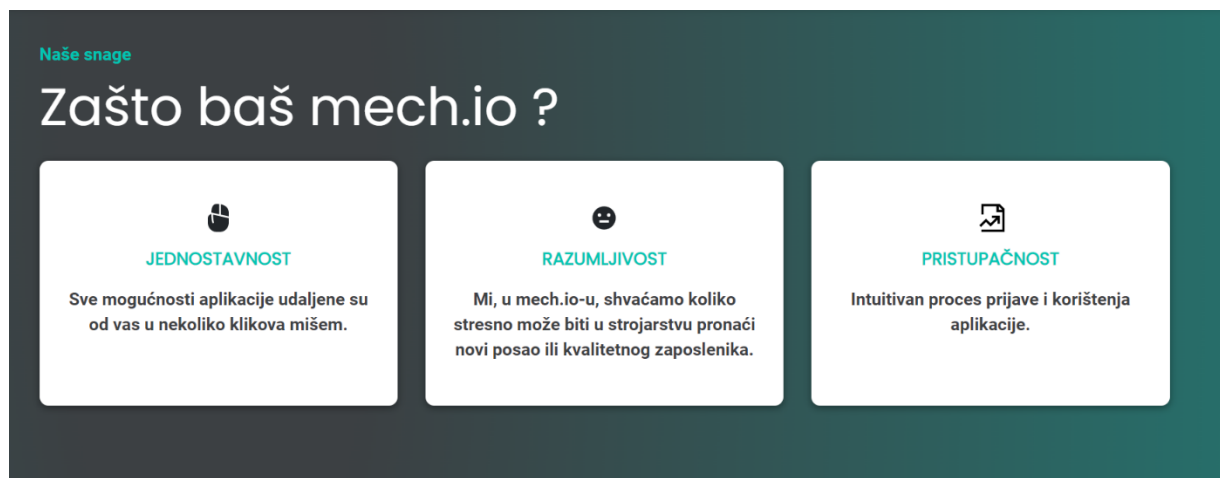 Naše snage
Zašto baš mech.io ?
JEDNOSTAVNOST
Sve mogućnosti aplikacije udaljene su
od vas u nekoliko klikova mišem.
RAZUMLJIVOST
Mi, u mech.io-u, shvaćamo koliko
stresno može biti u strojarstvu pronaći
novi posao ili kvalitetnog zaposlenika.
PRISTUPAČNOST
Intuitivan proces prijave i korištenja
aplikacije.